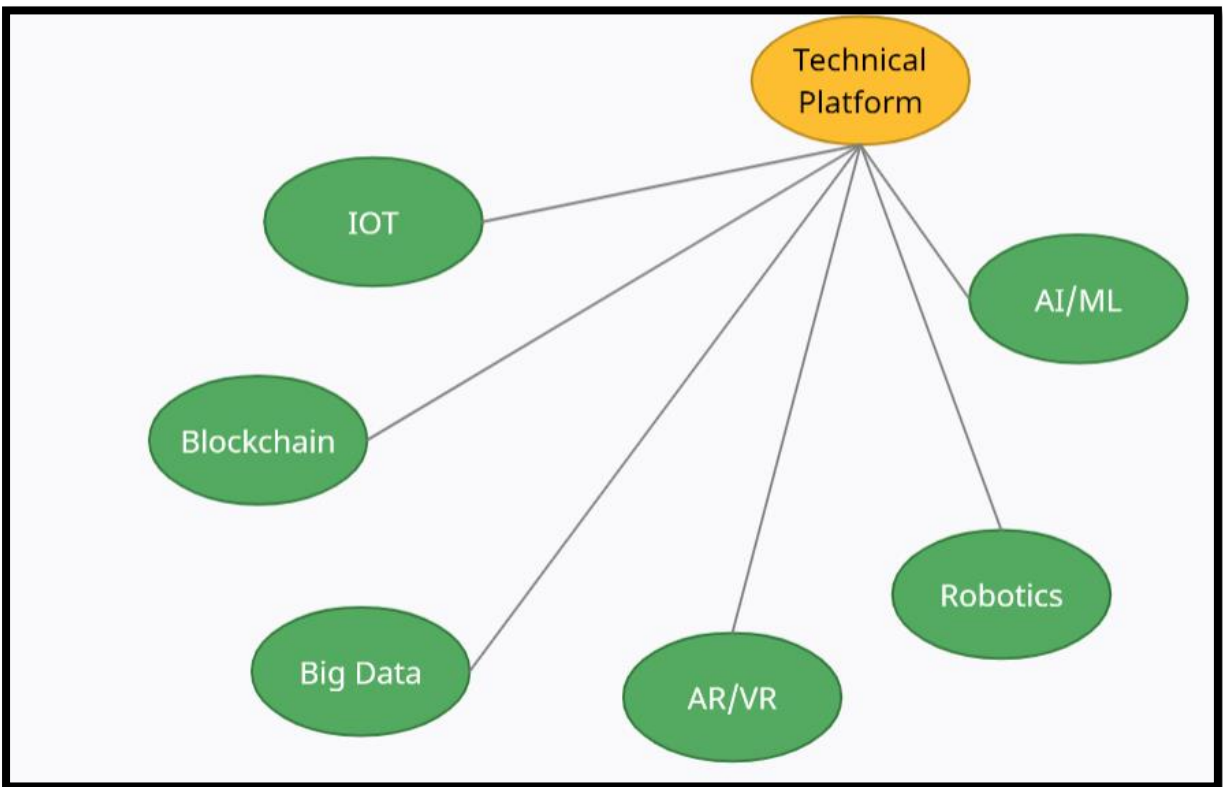 Technical
Platform
IOT
AI/ML
Blockchain
Robotics
Big Data
AR/VR